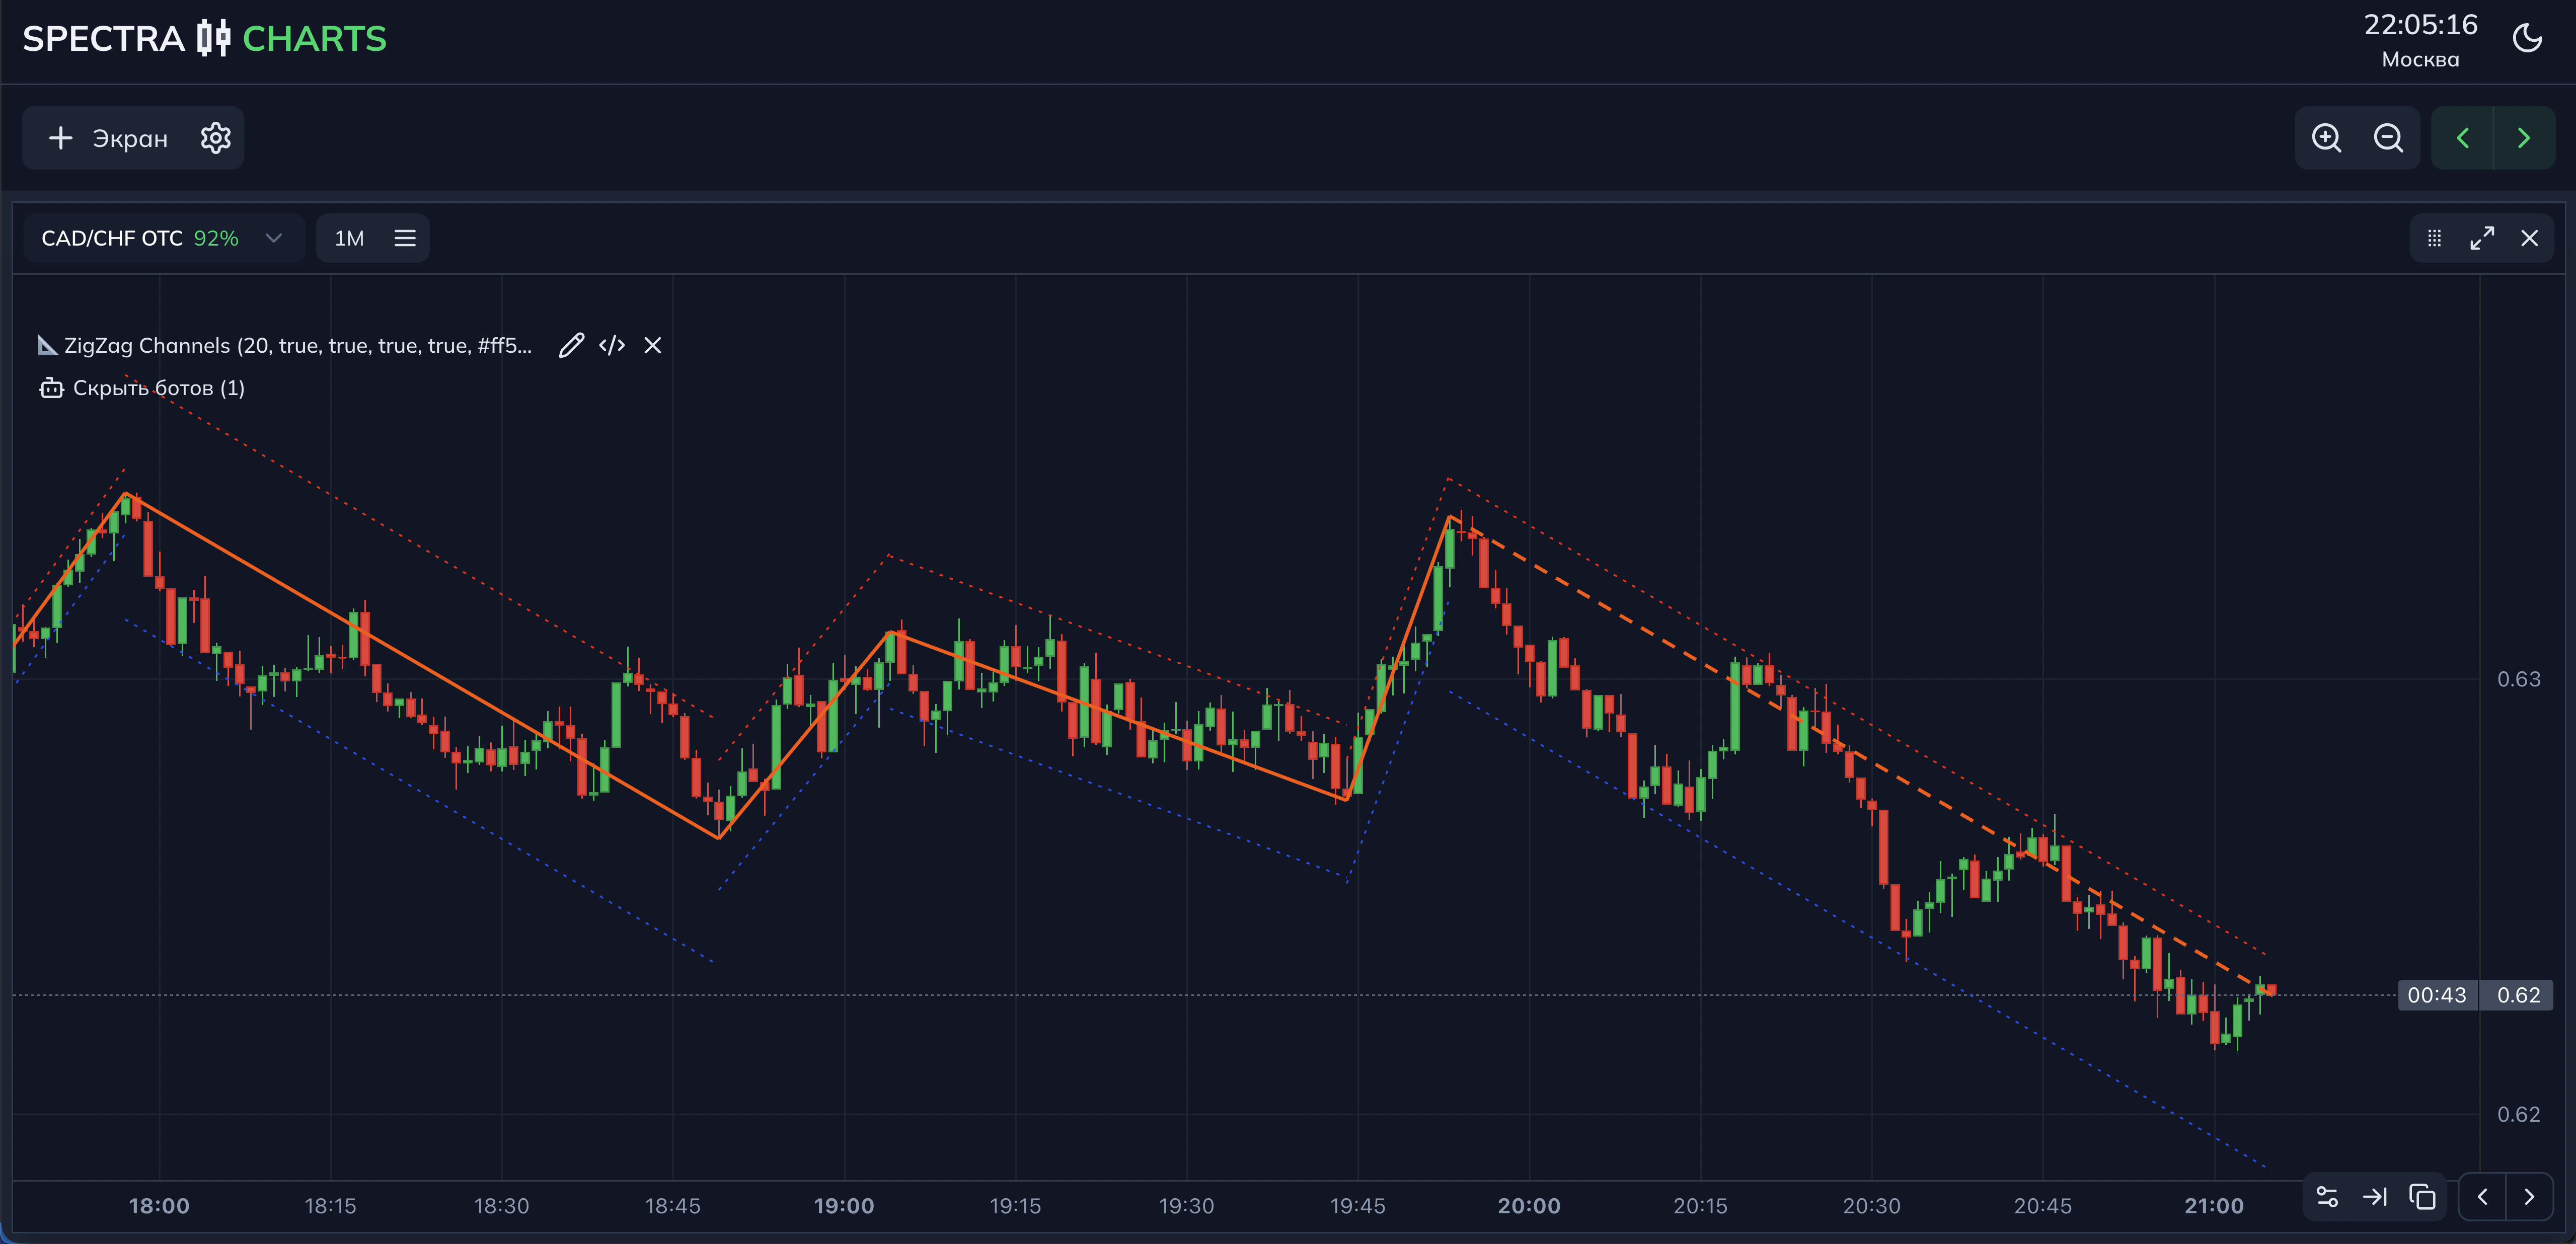 SPECTRA CHARTS
22:05:16
Москва
Экран
CAD/CHF OTC 92%
1M
ZigZag Channels (20, true, true, true, true, #ff5...
Скрыть ботов (1)
0.63
00:43 0.62
0.62
18:00 18:15 18:30 18:45 19:00 19:15 19:30 19:45 20:00 20:15 20:30 20:45 21:00